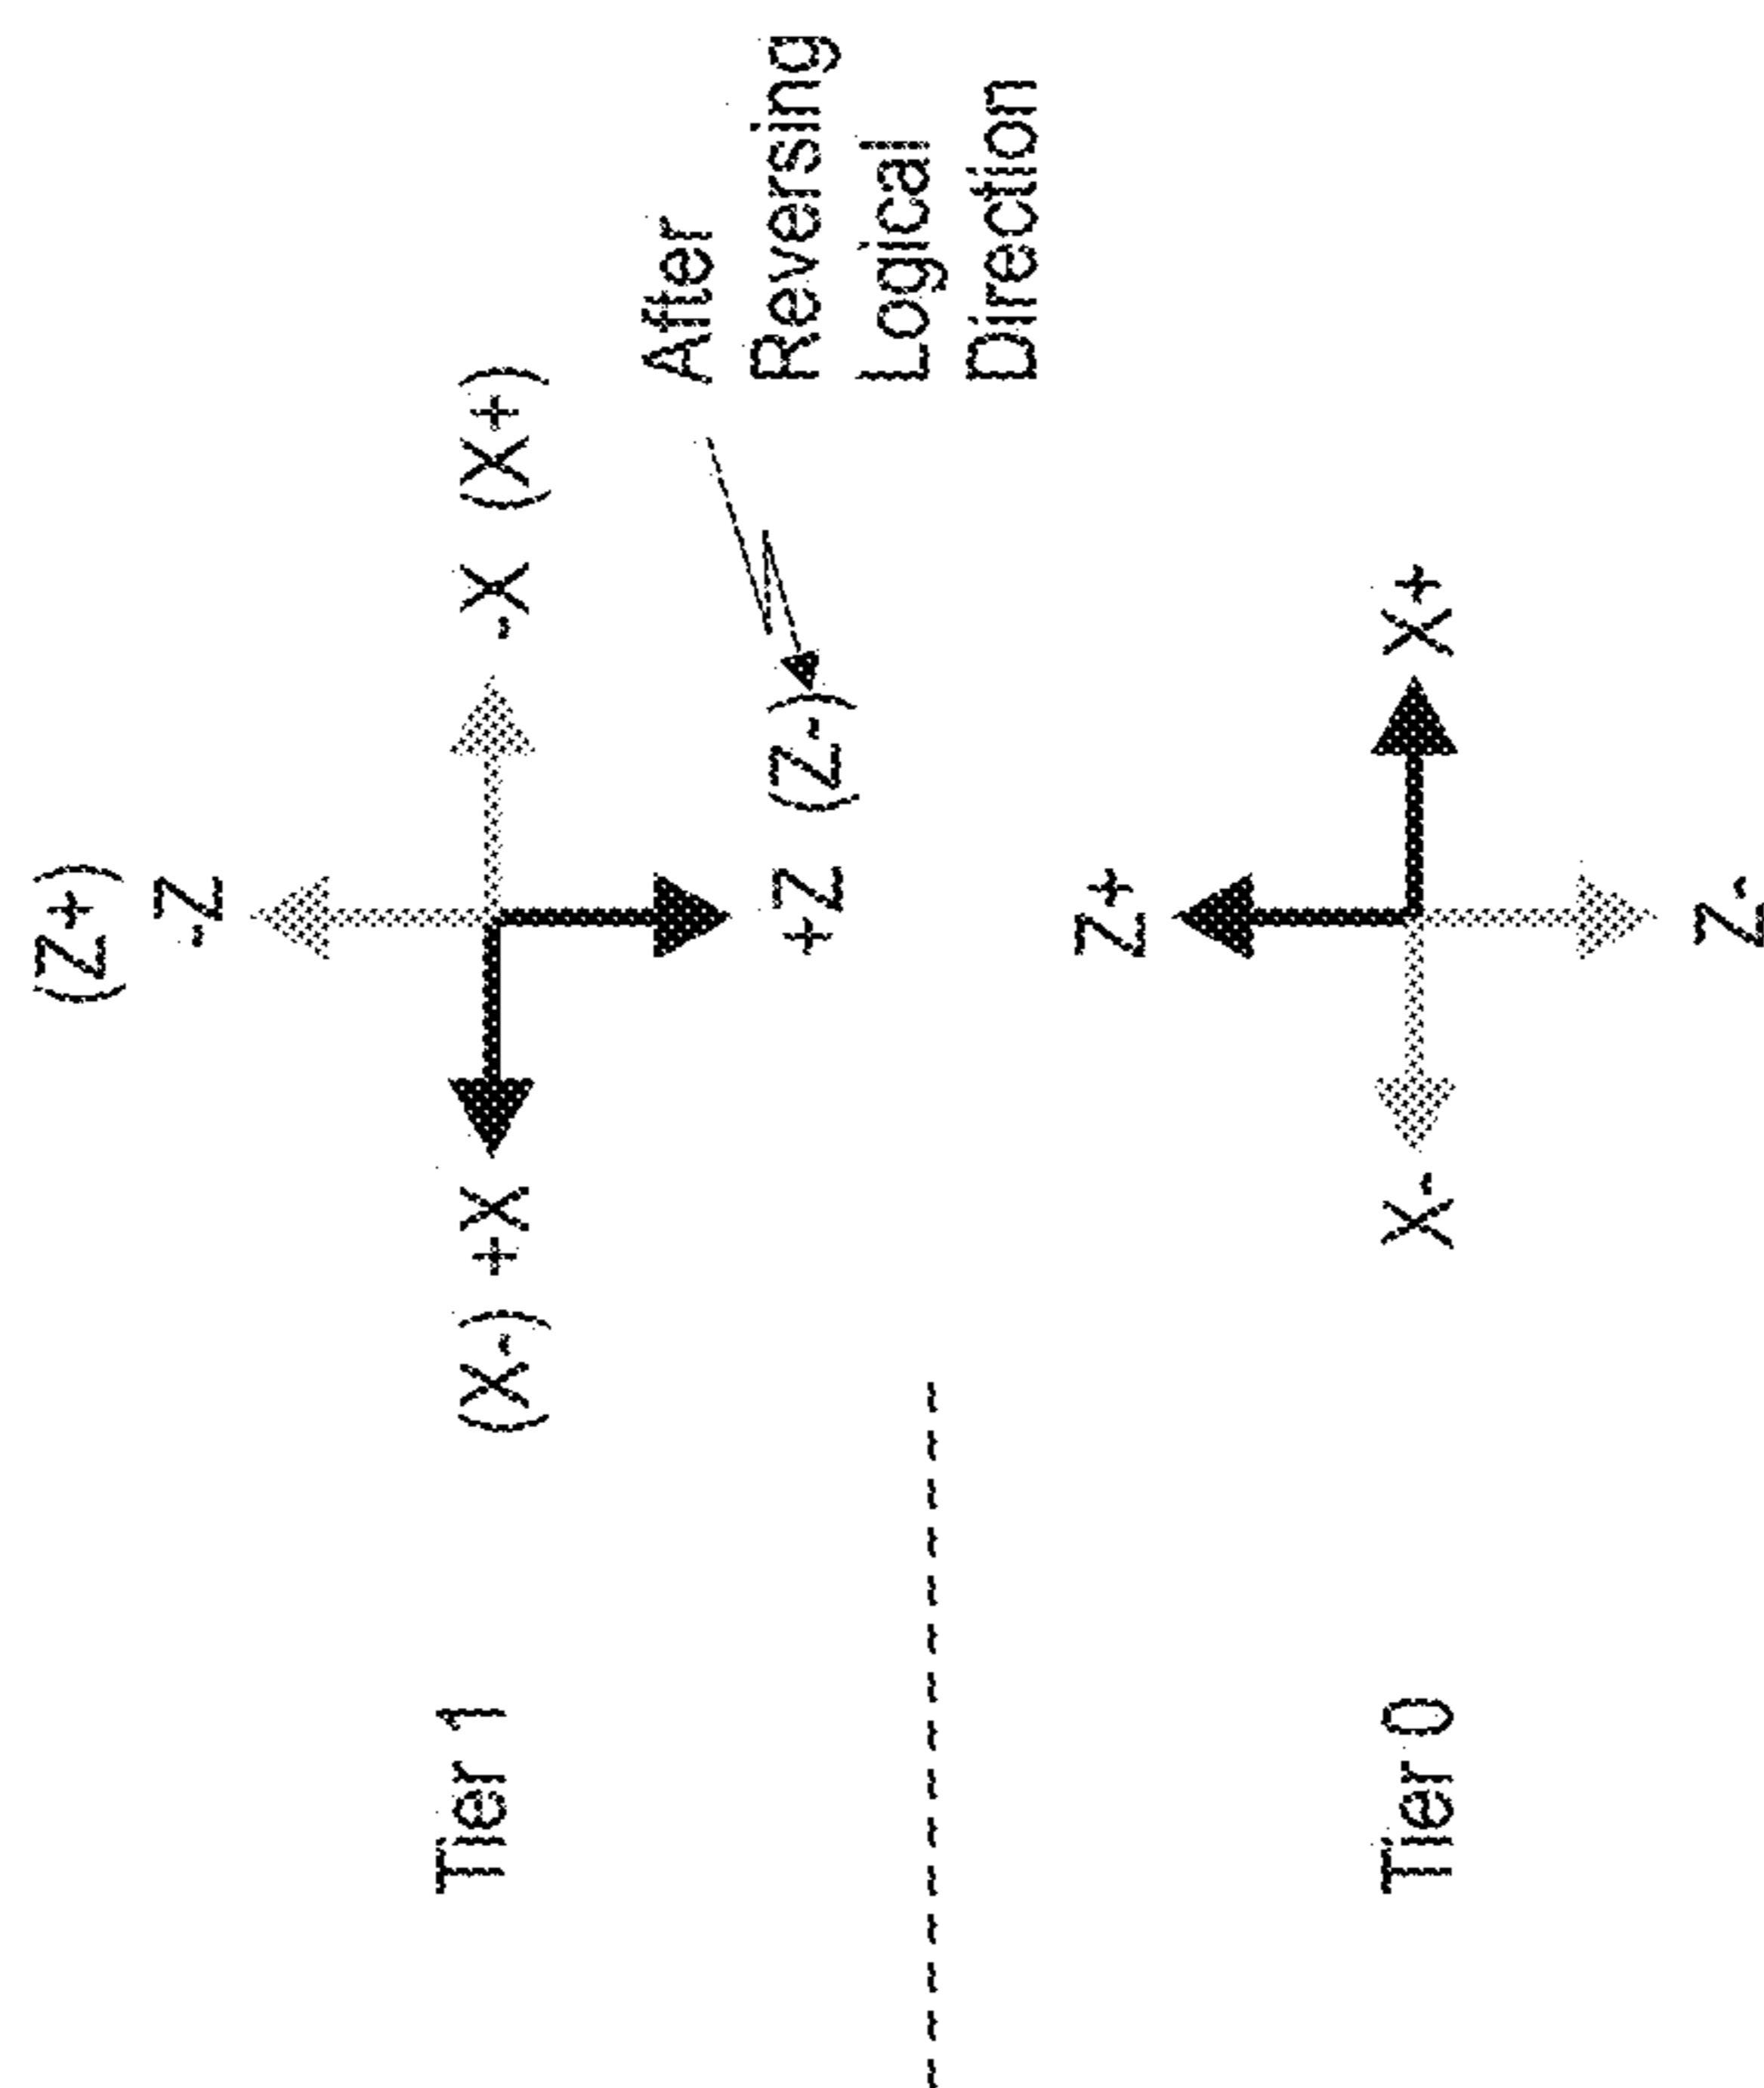 (Z+)
-Z
Tier 1
(X-) +X
-X (X+)
+Z (Z-)
After
Reversing
Logical
Direction
Z+
Tier 0
X-
X+
Z-